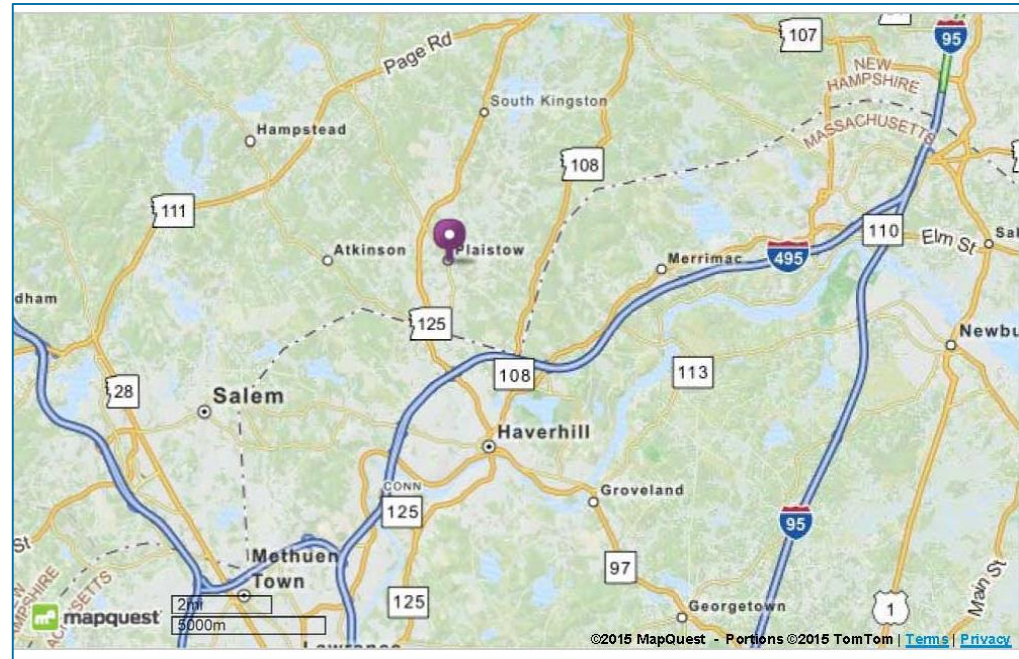 107
95
Page Rd
NEW
HAMPSHIRE
MASSACHUSETTS
South Kingston
Hampstead
108
111
110
Elm St
Atkinson
Plaistow
Merrimac
495
Sal
dham
125
Newbu
108
113
28
Salem
Haverhill
CONN
125
Groveland
95
St
Methuen
Town
97
125
Main St
1
Georgetown
mapquest
2mi
5000m
©2015 MapQuest - Portions ©2015 TomTom | Terms | Privacy